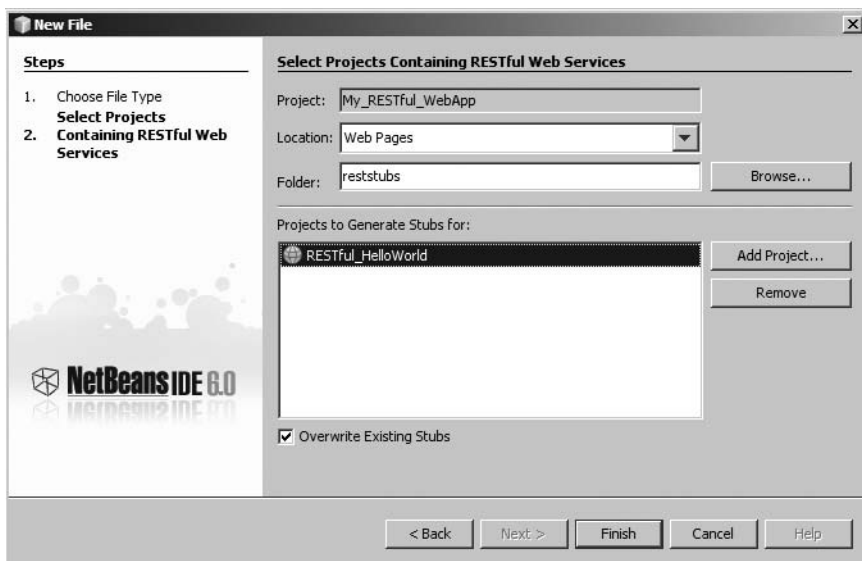 New File
Steps
1. Choose File Type
Select Projects
2. Containing RESTful Web
Services
NetBeans IDE 6.0
Select Projects Containing RESTful Web Services
Project: My_RESTful_WebApp
Location: Web Pages
Folder: reststubs
Browse...
Projects to Generate Stubs for:
RESTful_HelloWorld
Add Project...
Remove
Overwrite Existing Stubs
< Back
Next >
Finish
Cancel
Help